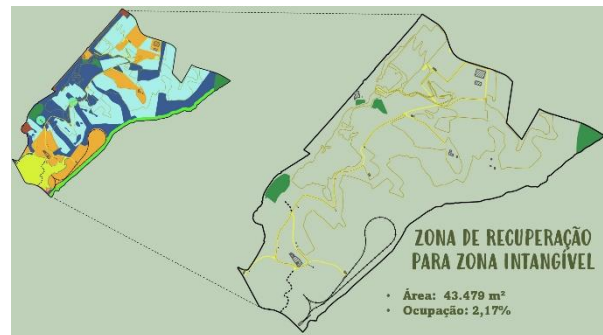 ZONA DE RECUPERAÇÃO
PARA ZONA INTANGÍVEL
• Área: 43.479 m²
• Ocupação: 2,17%